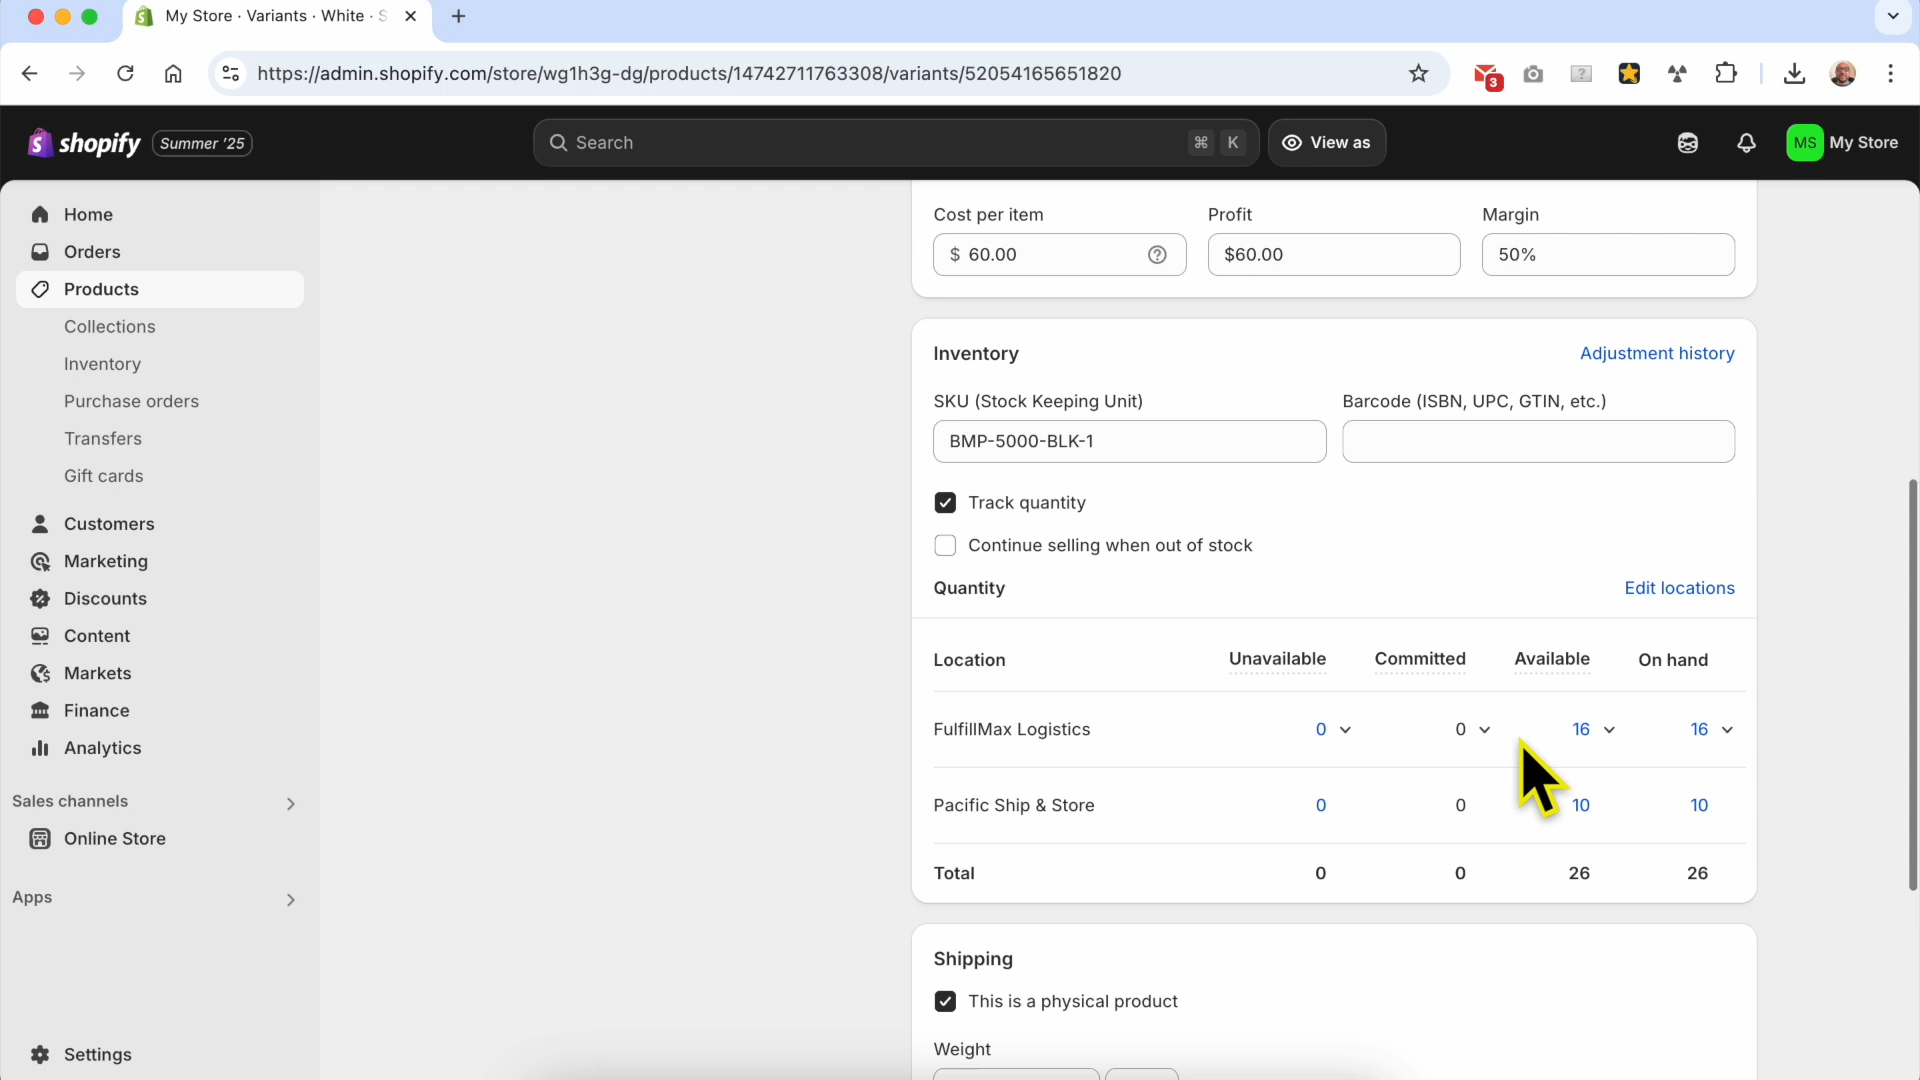 My Store · Variants · White · S
https://admin.shopify.com/store/wg1h3g-dg/products/14742711763308/variants/52054165651820
3
?
shopify Summer '25
Search ⌘ K
View as
MS My Store
Home
Orders
Products
Collections
Inventory
Purchase orders
Transfers
Gift cards
Customers
Marketing
Discounts
Content
Markets
Finance
Analytics
Sales channels
Online Store
Apps
Settings
Cost per item Profit Margin
$ 60.00 ? $60.00 50%
Inventory Adjustment history
SKU (Stock Keeping Unit) Barcode (ISBN, UPC, GTIN, etc.)
BMP-5000-BLK-1
Track quantity
Continue selling when out of stock
Quantity Edit locations
Location Unavailable Committed Available On hand
FulfillMax Logistics 0 0 16 16
Pacific Ship & Store 0 0 10 10
Total 0 0 26 26
Shipping
This is a physical product
Weight